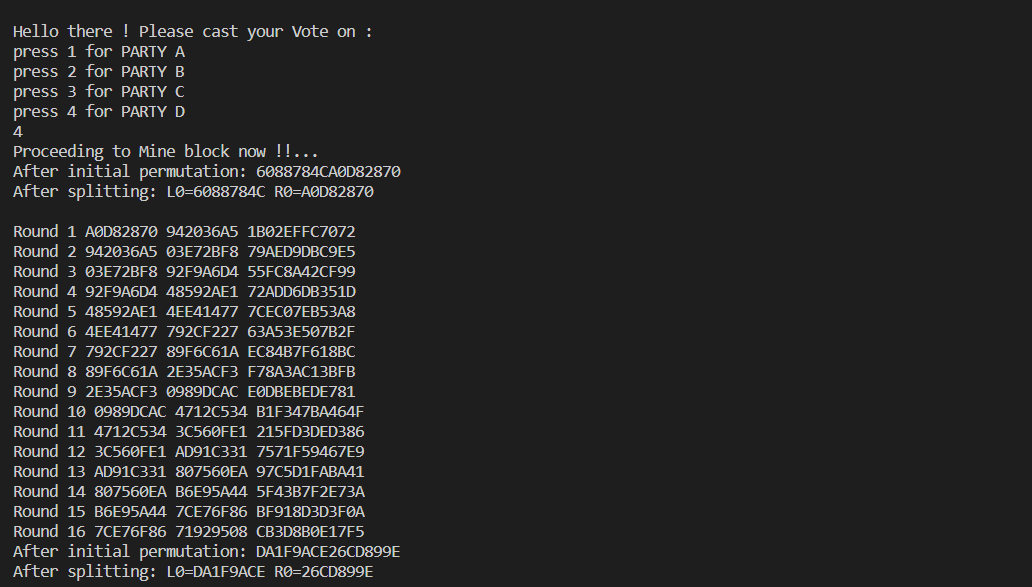 Hello there ! Please cast your Vote on :
press 1 for PARTY A
press 2 for PARTY B
press 3 for PARTY C
press 4 for PARTY D
4
Proceeding to Mine block now !!...
After initial permutation: 6088784CA0D82870
After splitting: L0=6088784C R0=A0D82870
Round 1 A0D82870 942036A5 1B02EFFC7072
Round 2 942036A5 03E72BF8 79AED9DBC9E5
Round 3 03E72BF8 92F9A6D4 55FC8A42CF99
Round 4 92F9A6D4 48592AE1 72ADD6DB351D
Round 5 48592AE1 4EE41477 7CEC07EB53A8
Round 6 4EE41477 792CF227 63A53E507B2F
Round 7 792CF227 89F6C61A EC84B7F618BC
Round 8 89F6C61A 2E35ACF3 F78A3AC13BFB
Round 9 2E35ACF3 0989DCAC E0DBEBEDE781
Round 10 0989DCAC 4712C534 B1F347BA464F
Round 11 4712C534 3C560FE1 215FD3DED386
Round 12 3C560FE1 AD91C331 7571F59467E9
Round 13 AD91C331 807560EA 97C5D1FABA41
Round 14 807560EA B6E95A44 5F43B7F2E73A
Round 15 B6E95A44 7CE76F86 BF918D3D3F0A
Round 16 7CE76F86 71929508 CB3D8B0E17F5
After initial permutation: DA1F9ACE26CD899E
After splitting: L0=DA1F9ACE R0=26CD899E